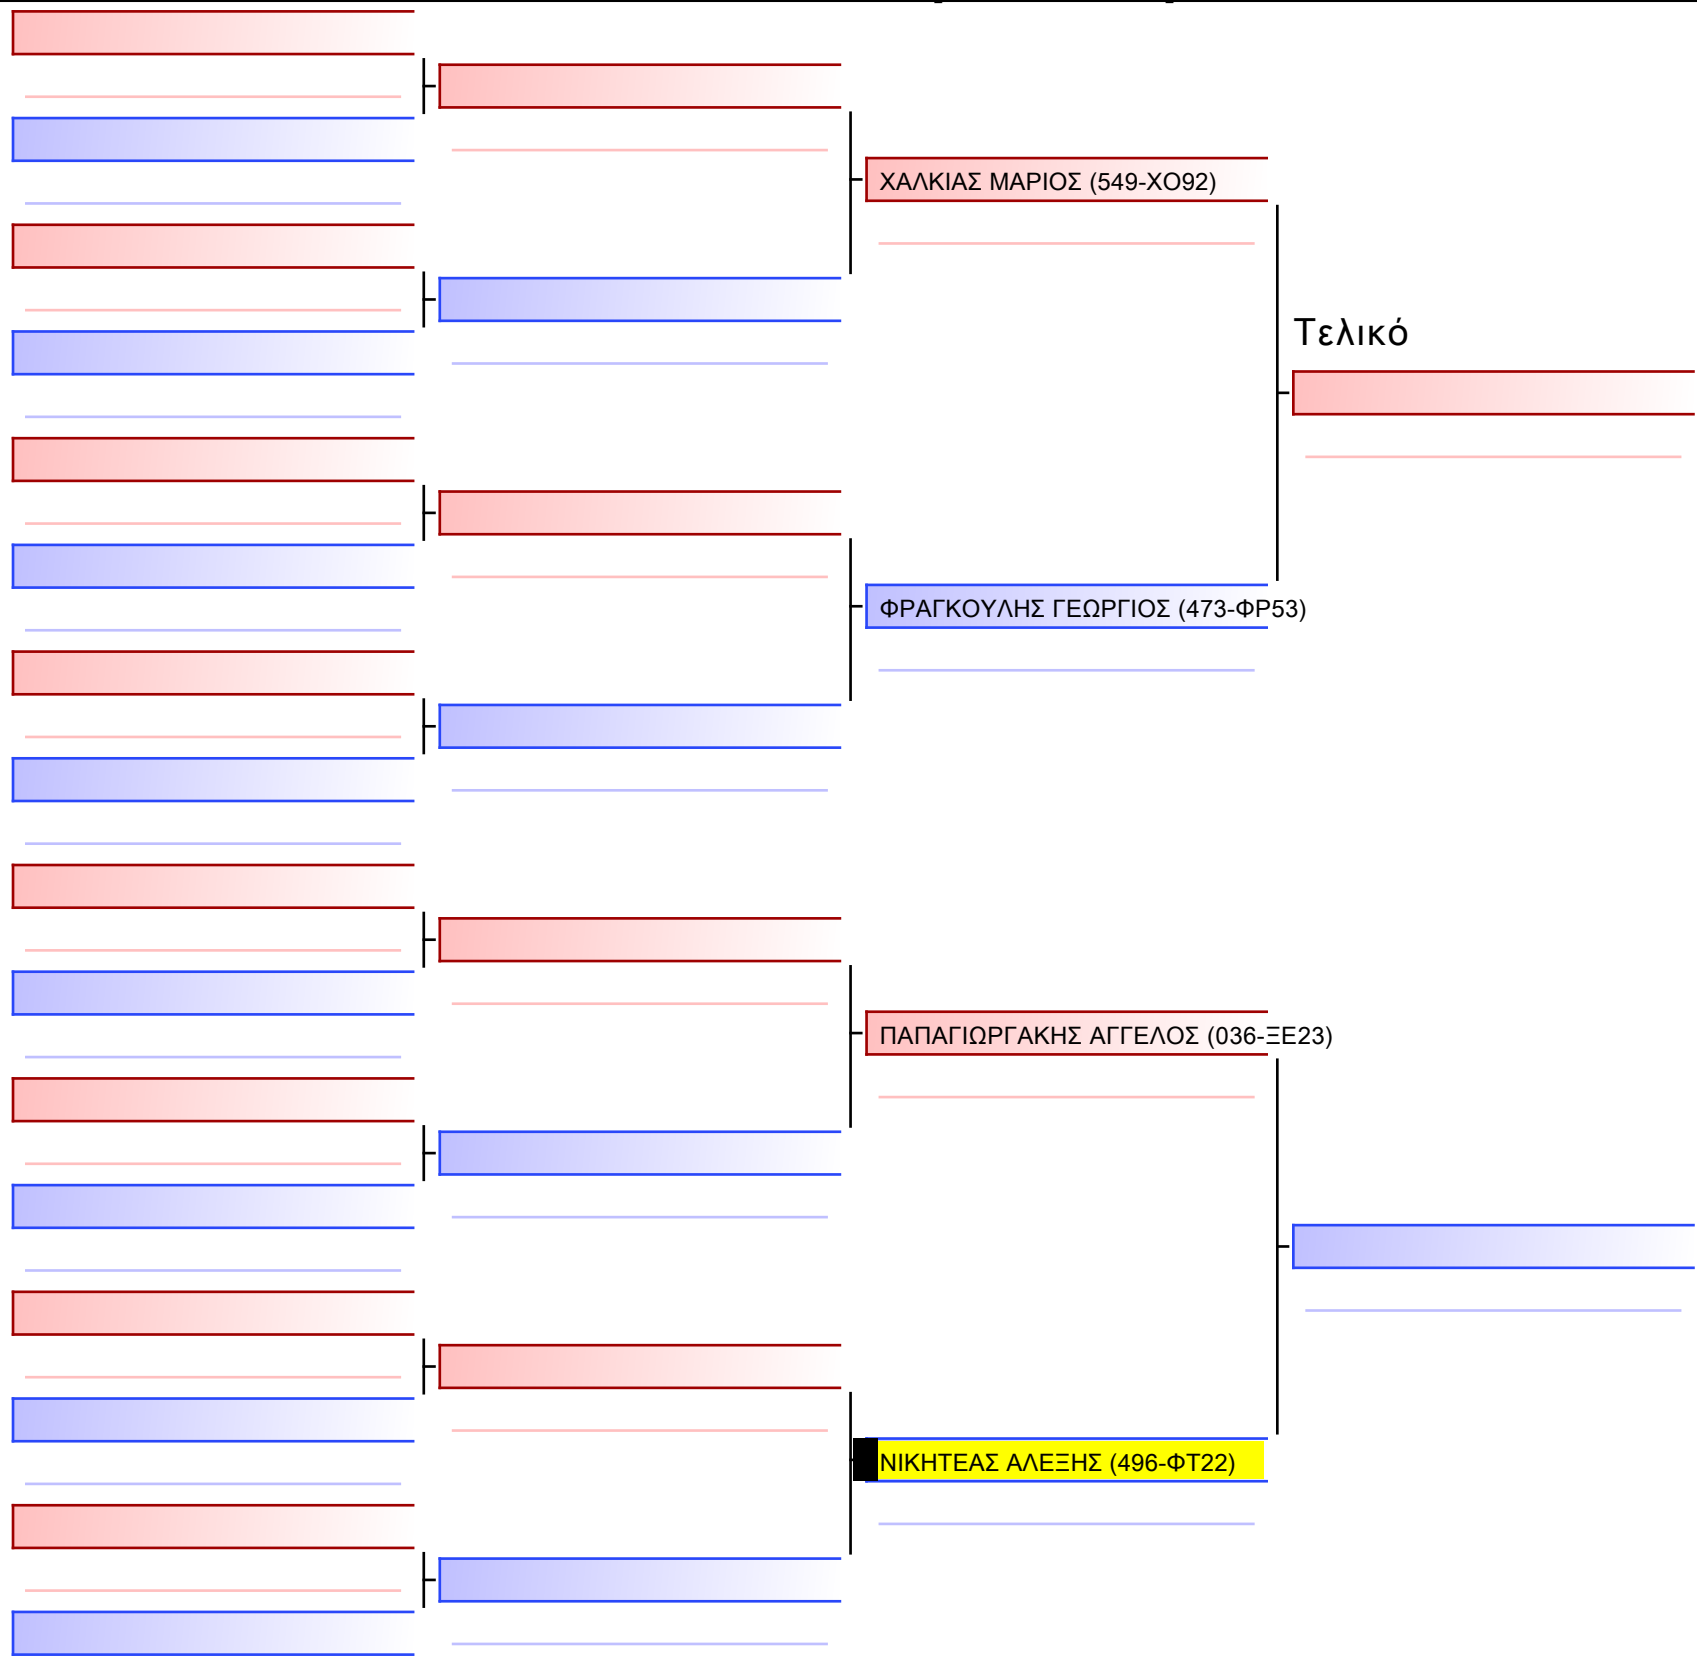 ΧΑΛΚΙΑΣ ΜΑΡΙΟΣ (549-ΧΟ92)
Τελικό
ΦΡΑΓΚΟΥΛΗΣ ΓΕΩΡΓΙΟΣ (473-ΦΡ53)
ΠΑΠΑΓΙΩΡΓΑΚΗΣ ΑΓΓΕΛΟΣ (036-ΞΕ23)
ΝΙΚΗΤΕΑΣ ΑΛΕΞΗΣ (496-ΦΤ22)